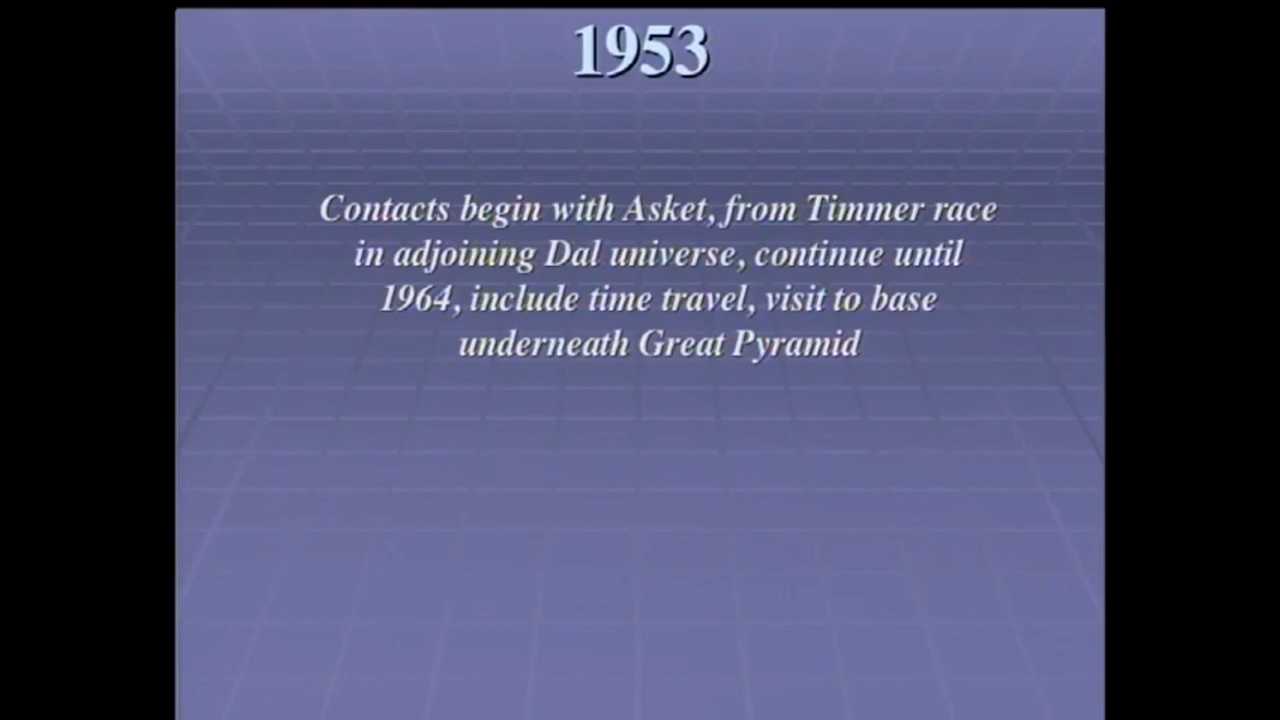 1953
Contacts begin with Asket, from Timmer race
in adjoining Dal universe, continue until
1964, include time travel, visit to base
underneath Great Pyramid